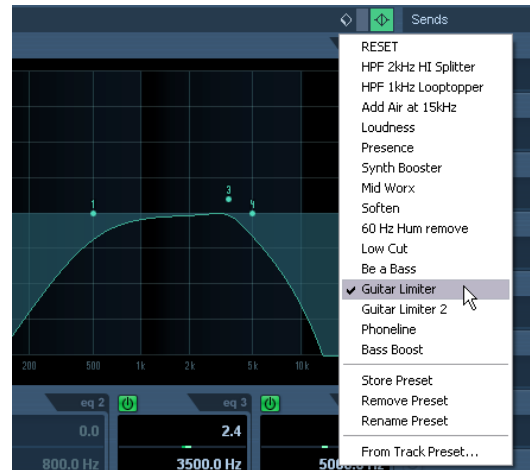 Sends
RESET
HPF 2kHz HI Splitter
HPF 1kHz Looptopper
Add Air at 15kHz
Loudness
Presence
Synth Booster
Mid Worx
Soften
60 Hz Hum remove
Low Cut
Be a Bass
Guitar Limiter
Guitar Limiter 2
Phoneline
Bass Boost
Store Preset
Remove Preset
Rename Preset
From Track Preset...
1
3
4
200 500 1k 2k 5k 10k
eq 2 eq 3
0.0 2.4
800.0 Hz 3500.0 Hz